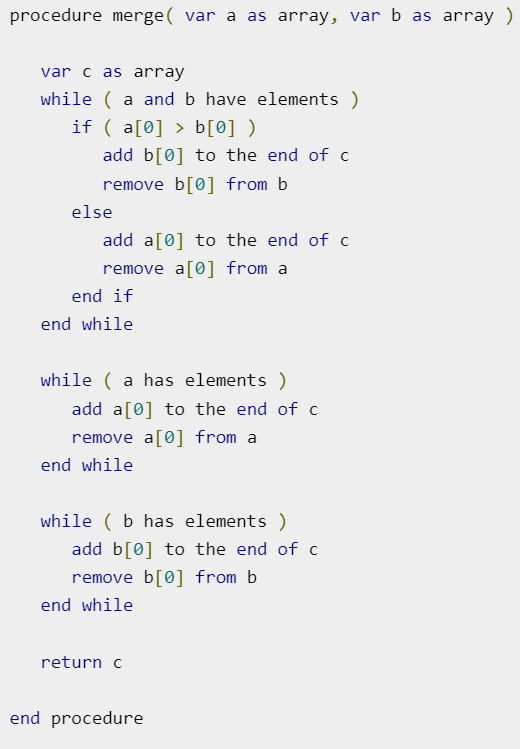 procedure merge( var a as array, var b as array )
var c as array
while ( a and b have elements )
if ( a[0] > b[0] )
add b[0] to the end of c
remove b[0] from b
else
add a[0] to the end of c
remove a[0] from a
end if
end while
while ( a has elements )
add a[0] to the end of c
remove a[0] from a
end while
while ( b has elements )
add b[0] to the end of c
remove b[0] from b
end while
return c
end procedure